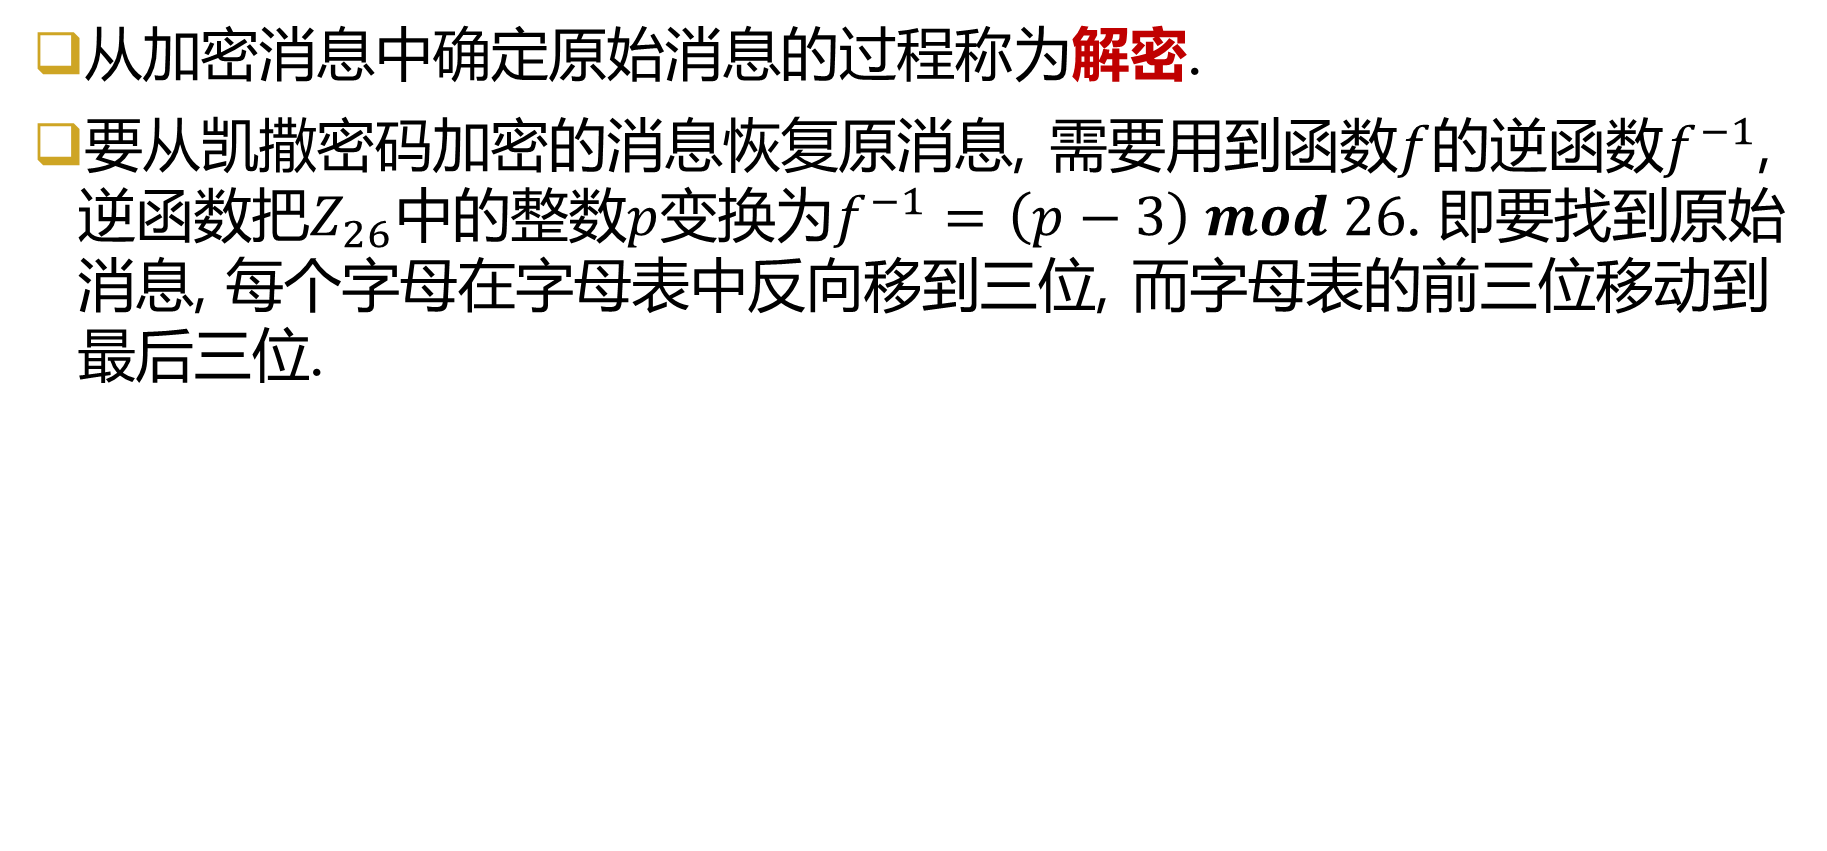 ❑从加密消息中确定原始消息的过程称为解密.
❑要从凯撒密码加密的消息恢复原消息, 需要用到函数f的逆函数f⁻¹,
逆函数把Z₂₆中的整数p变换为f⁻¹ = (p − 3) mod 26. 即要找到原始
消息, 每个字母在字母表中反向移到三位, 而字母表的前三位移动到
最后三位.